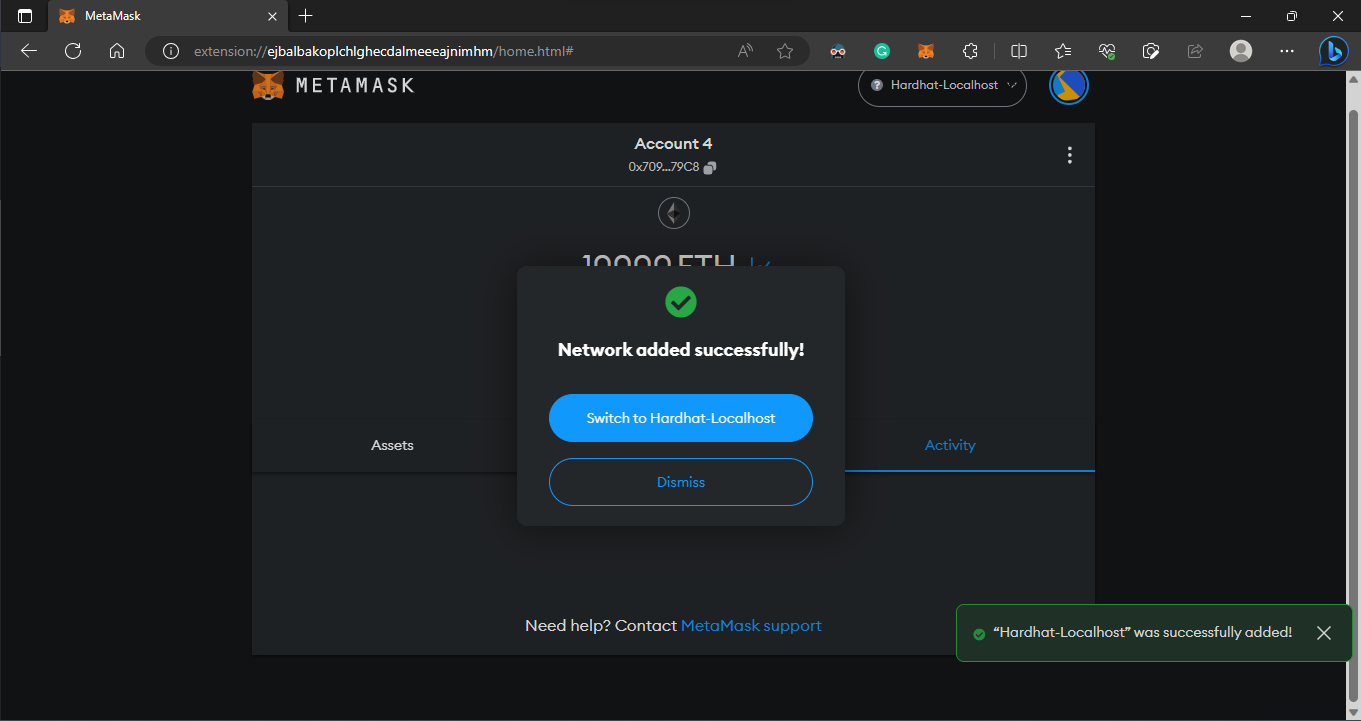 MetaMask
extension://ejbalbakoplchlghecdalmeeeajnimhm/home.html#
METAMASK
Hardhat-Localhost
Account 4
0x709...79C8
10000 ETH
Network added successfully!
Switch to Hardhat-Localhost
Assets
Activity
Dismiss
Need help? Contact MetaMask support
“Hardhat-Localhost” was successfully added!